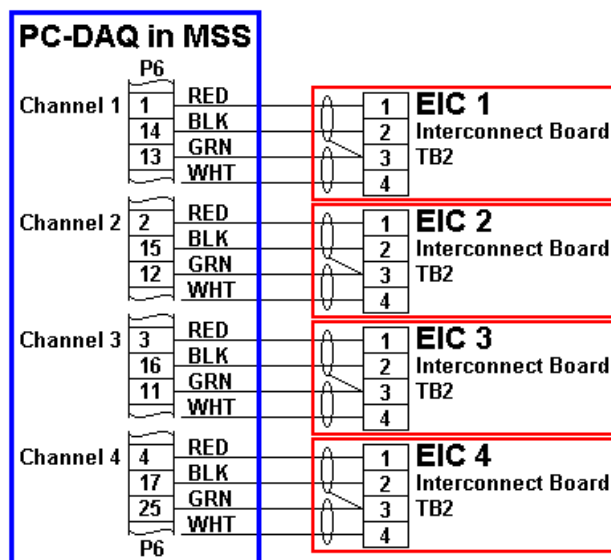 PC-DAQ in MSS
P6
Channel 1 1 RED 1 EIC 1
14 BLK 2 Interconnect Board
13 GRN 3 TB2
WHT 4
Channel 2 2 RED 1 EIC 2
15 BLK 2 Interconnect Board
12 GRN 3 TB2
WHT 4
Channel 3 3 RED 1 EIC 3
16 BLK 2 Interconnect Board
11 GRN 3 TB2
WHT 4
Channel 4 4 RED 1 EIC 4
17 BLK 2 Interconnect Board
25 GRN 3 TB2
WHT 4
P6